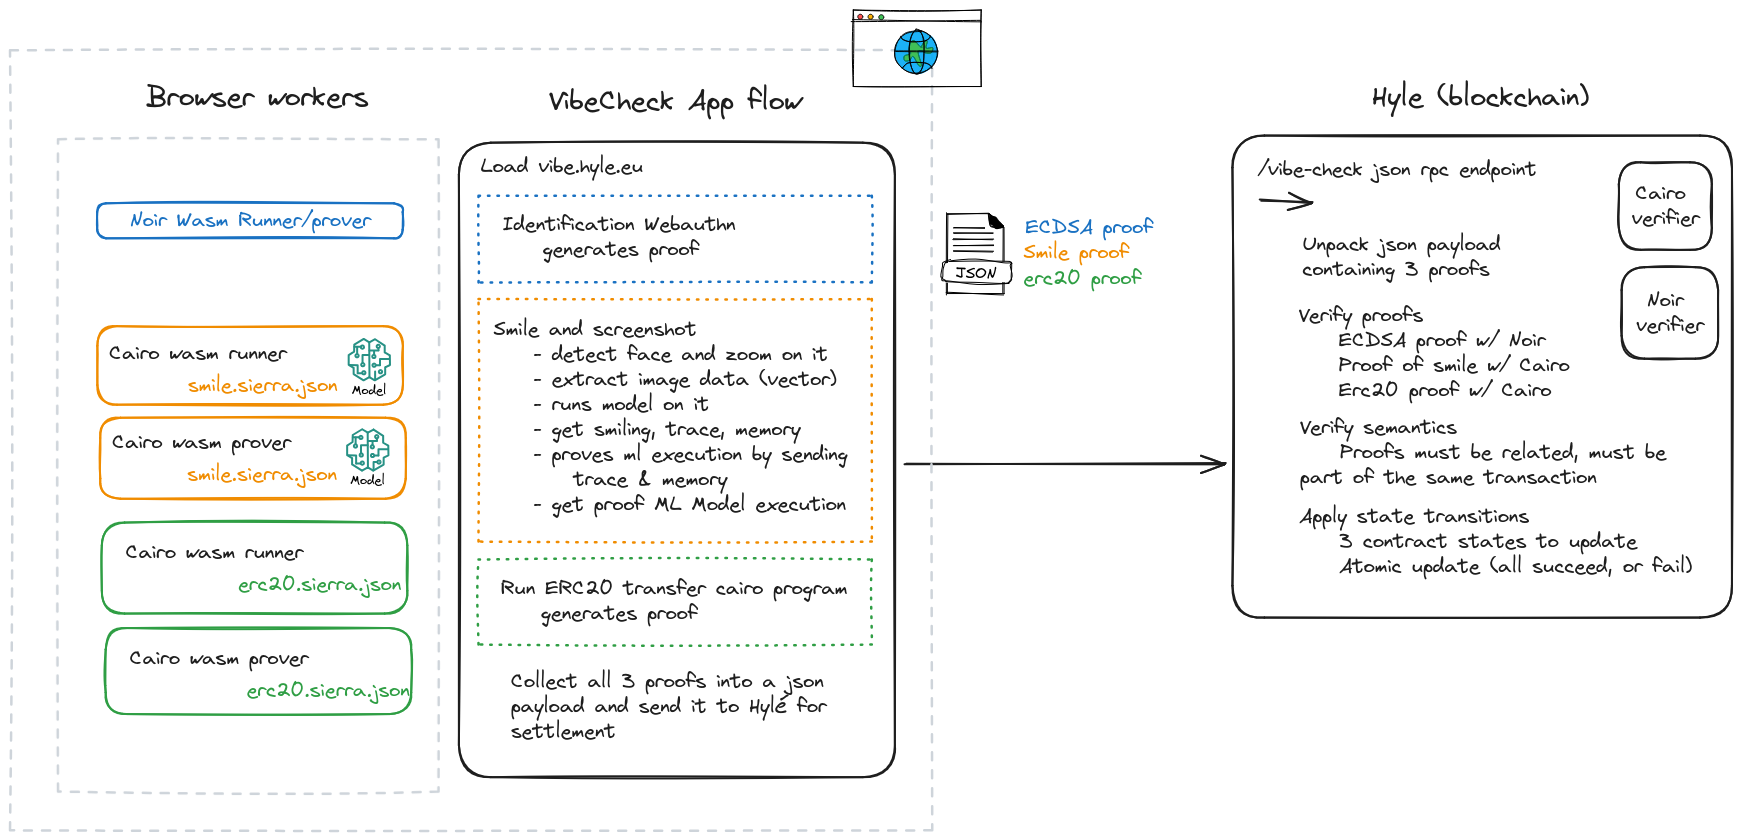 Browser workers
Noir Wasm Runner/prover
Cairo wasm runner
smile.sierra.json
Model
Cairo wasm prover
smile.sierra.json
Model
Cairo wasm runner
erc20.sierra.json
Cairo wasm prover
erc20.sierra.json
VibeCheck App flow
Load vibe.hyle.eu
Identification Webauthn
generates proof
Smile and screenshot
- detect face and zoom on it
- extract image data (vector)
- runs model on it
- get smiling, trace, memory
- proves ml execution by sending
trace & memory
- get proof ML Model execution
Run ERC20 transfer cairo program
generates proof
Collect all 3 proofs into a json
payload and send it to Hylé for
settlement
JSON
ECDSA proof
Smile proof
erc20 proof
Hyle (blockchain)
/vibe-check json rpc endpoint
Unpack json payload
containing 3 proofs
Verify proofs
ECDSA proof w/ Noir
Proof of smile w/ Cairo
Erc20 proof w/ Cairo
Verify semantics
Proofs must be related, must be
part of the same transaction
Apply state transitions
3 contract states to update
Atomic update (all succeed, or fail)
Cairo
verifier
Noir
verifier